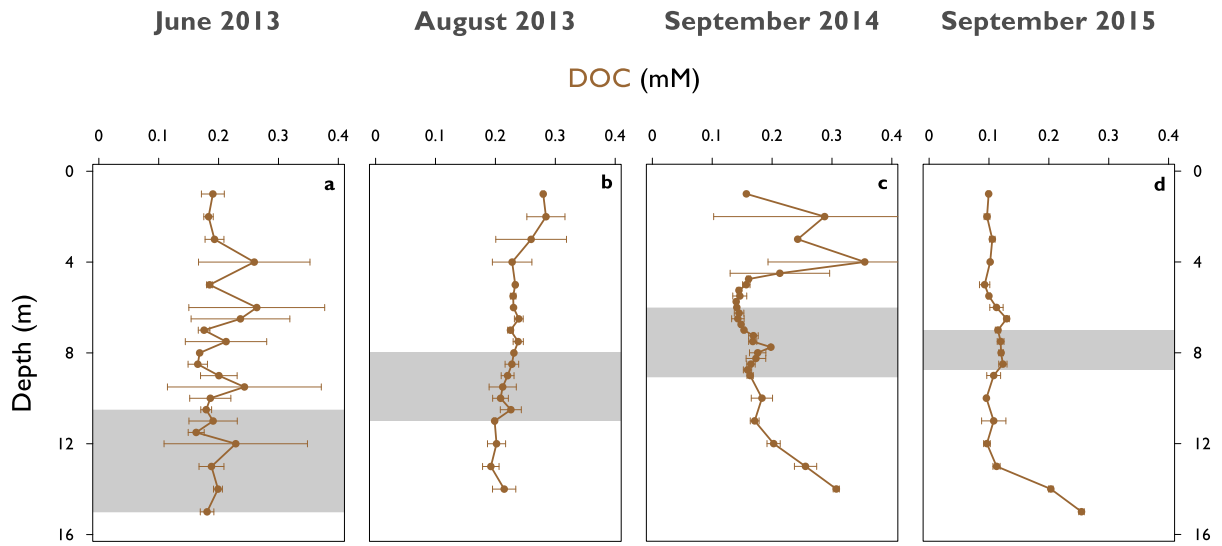 June 2013 August 2013 September 2014 September 2015
DOC (mM)
0 0.1 0.2 0.3 0.4 0 0.1 0.2 0.3 0.4 0 0.1 0.2 0.3 0.4 0 0.1 0.2 0.3 0.4
0 a b c d 0
4 4
8 8
12 12
16 16
Depth (m)